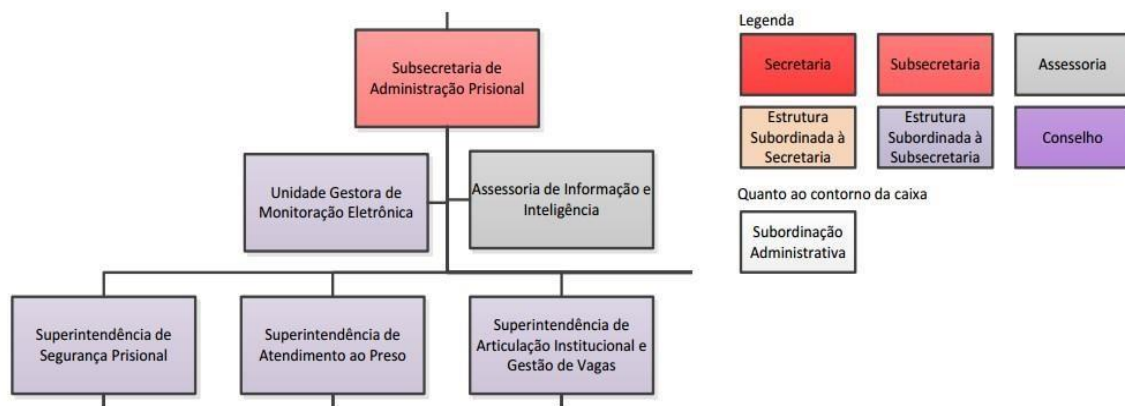 Subsecretaria de
Administração Prisional
Unidade Gestora de
Monitoração Eletrônica
Assessoria de Informação e
Inteligência
Superintendência de
Segurança Prisional
Superintendência de
Atendimento ao Preso
Superintendência de
Articulação Institucional e
Gestão de Vagas
Legenda
Secretaria
Subsecretaria
Assessoria
Estrutura
Subordinada à
Secretaria
Estrutura
Subordinada à
Subsecretaria
Conselho
Quanto ao contorno da caixa
Subordinação
Administrativa